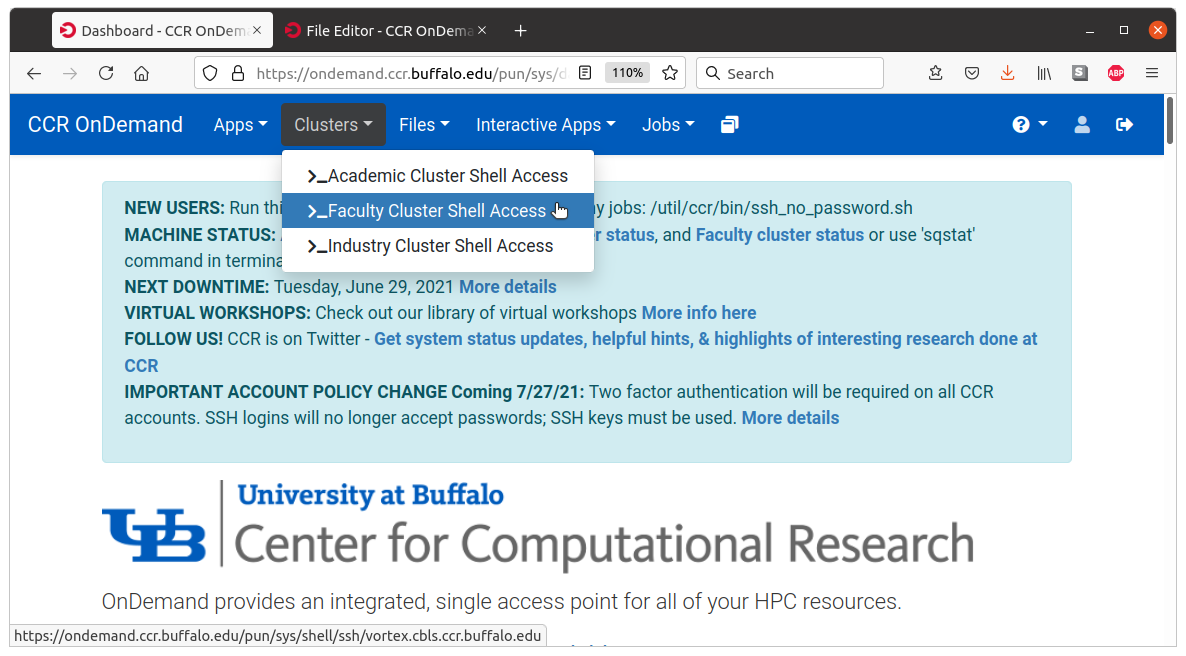 Dashboard - CCR OnDem
File Editor - CCR OnDema
https://ondemand.ccr.buffalo.edu/pun/sys/d
110%
Search
S
ABP
CCR OnDemand
Apps
Clusters
Files
Interactive Apps
Jobs
Academic Cluster Shell Access
Faculty Cluster Shell Access
Industry Cluster Shell Access
NEW USERS: Run thi y jobs: /util/ccr/bin/ssh_no_password.sh
MACHINE STATUS: r status, and Faculty cluster status or use 'sqstat'
command in termina
NEXT DOWNTIME: Tuesday, June 29, 2021 More details
VIRTUAL WORKSHOPS: Check out our library of virtual workshops More info here
FOLLOW US! CCR is on Twitter - Get system status updates, helpful hints, & highlights of interesting research done at
CCR
IMPORTANT ACCOUNT POLICY CHANGE Coming 7/27/21: Two factor authentication will be required on all CCR
accounts. SSH logins will no longer accept passwords; SSH keys must be used. More details
UB
University at Buffalo
Center for Computational Research
OnDemand provides an integrated, single access point for all of your HPC resources.
https://ondemand.ccr.buffalo.edu/pun/sys/shell/ssh/vortex.cbls.ccr.buffalo.edu